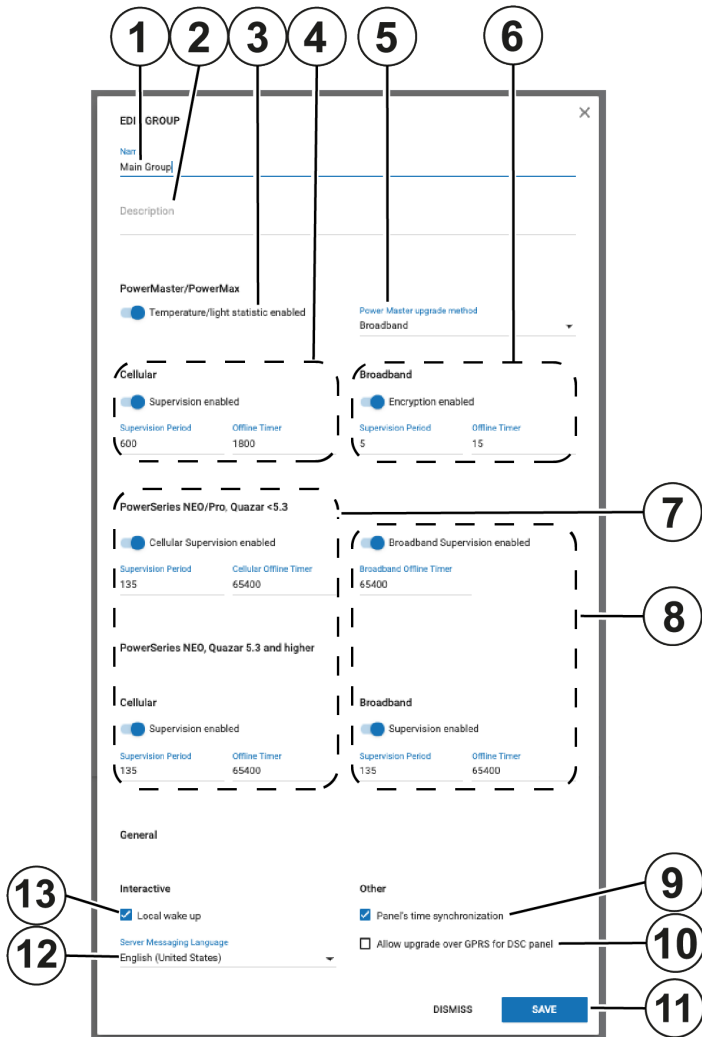 1 2 3 4 5 6
EDI GROUP
Nam
Main Group
Description
PowerMaster/PowerMax
Temperature/light statistic enabled
Power Master upgrade method
Broadband
Cellular
Broadband
Supervision enabled
Encryption enabled
Supervision Period Offline Timer
Supervision Period Offline Timer
600 1800
5 15
PowerSeries NEO/Pro, Quazar <5.3
7
Cellular Supervision enabled
Broadband Supervision enabled
Supervision Period Cellular Offline Timer
Broadband Offline Timer
135 65400
65400
8
PowerSeries NEO, Quazar 5.3 and higher
Cellular
Broadband
Supervision enabled
Supervision enabled
Supervision Period Offline Timer
Supervision Period Offline Timer
135 65400
135 65400
General
Interactive
Other
13
Local wake up
Panel's time synchronization
9
12
Server Messaging Language
English (United States)
Allow upgrade over GPRS for DSC panel
10
DISMISS
SAVE
11